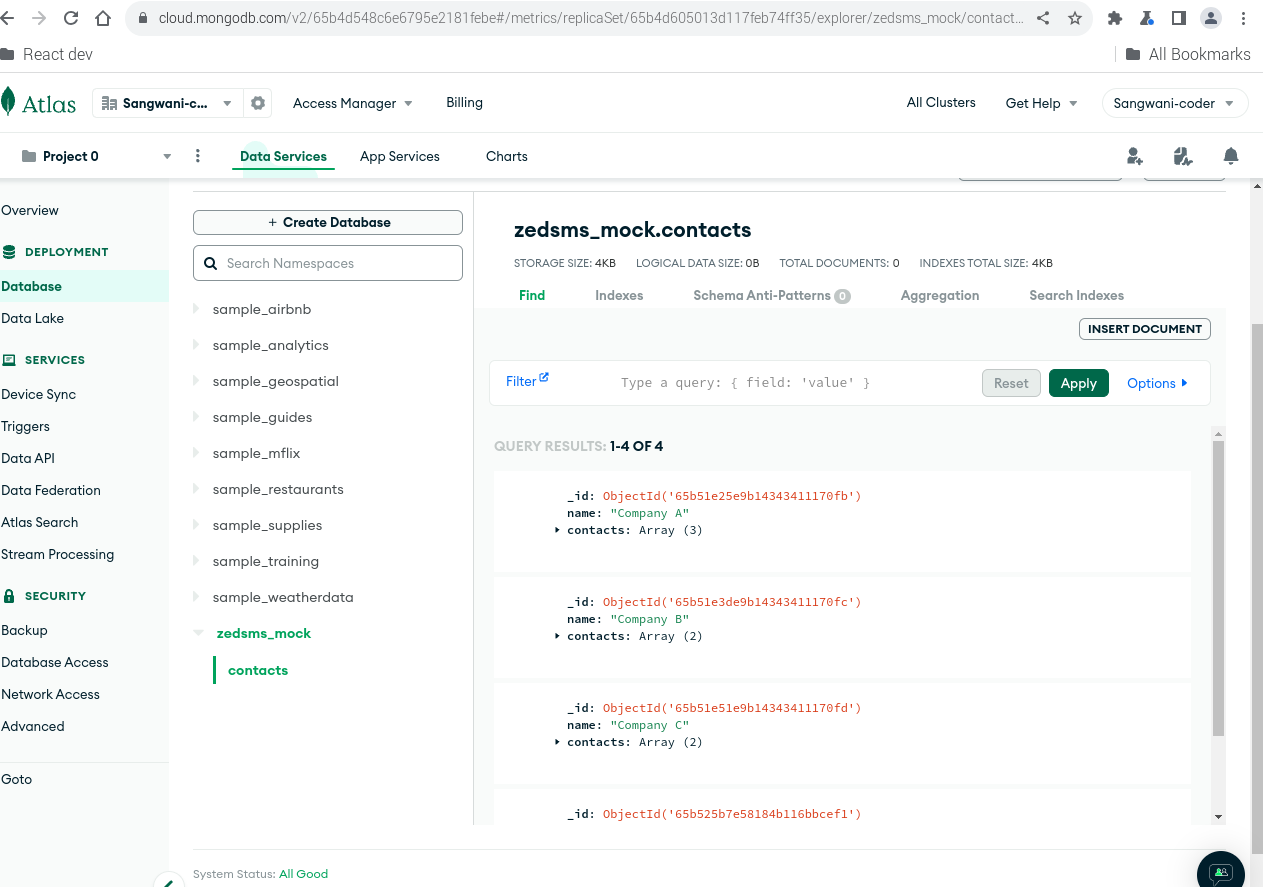 cloud.mongodb.com/v2/65b4d548c6e6795e2181febe#/metrics/replicaSet/65b4d605013d117feb74ff35/explorer/zedsms_mock/contact...
React dev
All Bookmarks
Atlas
Sangwani-c...
Access Manager
Billing
All Clusters
Get Help
Sangwani-coder
Project 0
Data Services
App Services
Charts
Overview
DEPLOYMENT
Database
Data Lake
SERVICES
Device Sync
Triggers
Data API
Data Federation
Atlas Search
Stream Processing
SECURITY
Backup
Database Access
Network Access
Advanced
Goto
+ Create Database
Search Namespaces
sample_airbnb
sample_analytics
sample_geospatial
sample_guides
sample_mflix
sample_restaurants
sample_supplies
sample_training
sample_weatherdata
zedsms_mock
contacts
zedsms_mock.contacts
STORAGE SIZE: 4KB LOGICAL DATA SIZE: 0B TOTAL DOCUMENTS: 0 INDEXES TOTAL SIZE: 4KB
Find Indexes Schema Anti-Patterns 0 Aggregation Search Indexes
INSERT DOCUMENT
Filter Type a query: { field: 'value' } Reset Apply Options
QUERY RESULTS: 1-4 OF 4
_id: ObjectId('65b51e25e9b14343411170fb')
name: "Company A"
contacts: Array (3)
_id: ObjectId('65b51e3de9b14343411170fc')
name: "Company B"
contacts: Array (2)
_id: ObjectId('65b51e51e9b14343411170fd')
name: "Company C"
contacts: Array (2)
_id: ObjectId('65b525b7e58184b116bbcef1')
System Status: All Good